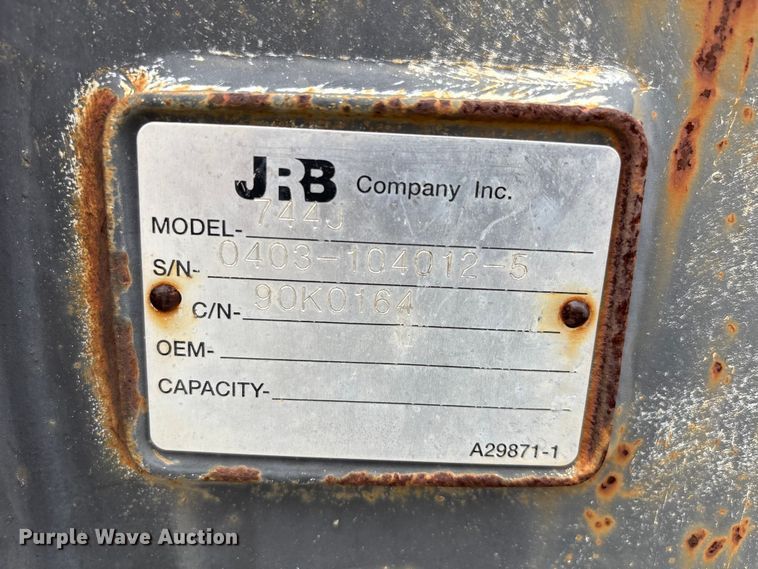 JRB Company Inc.
MODEL- 744J
S/N- 0403-104012-5
C/N- 90K0164
OEM-
CAPACITY-
A29871-1
Purple Wave Auction